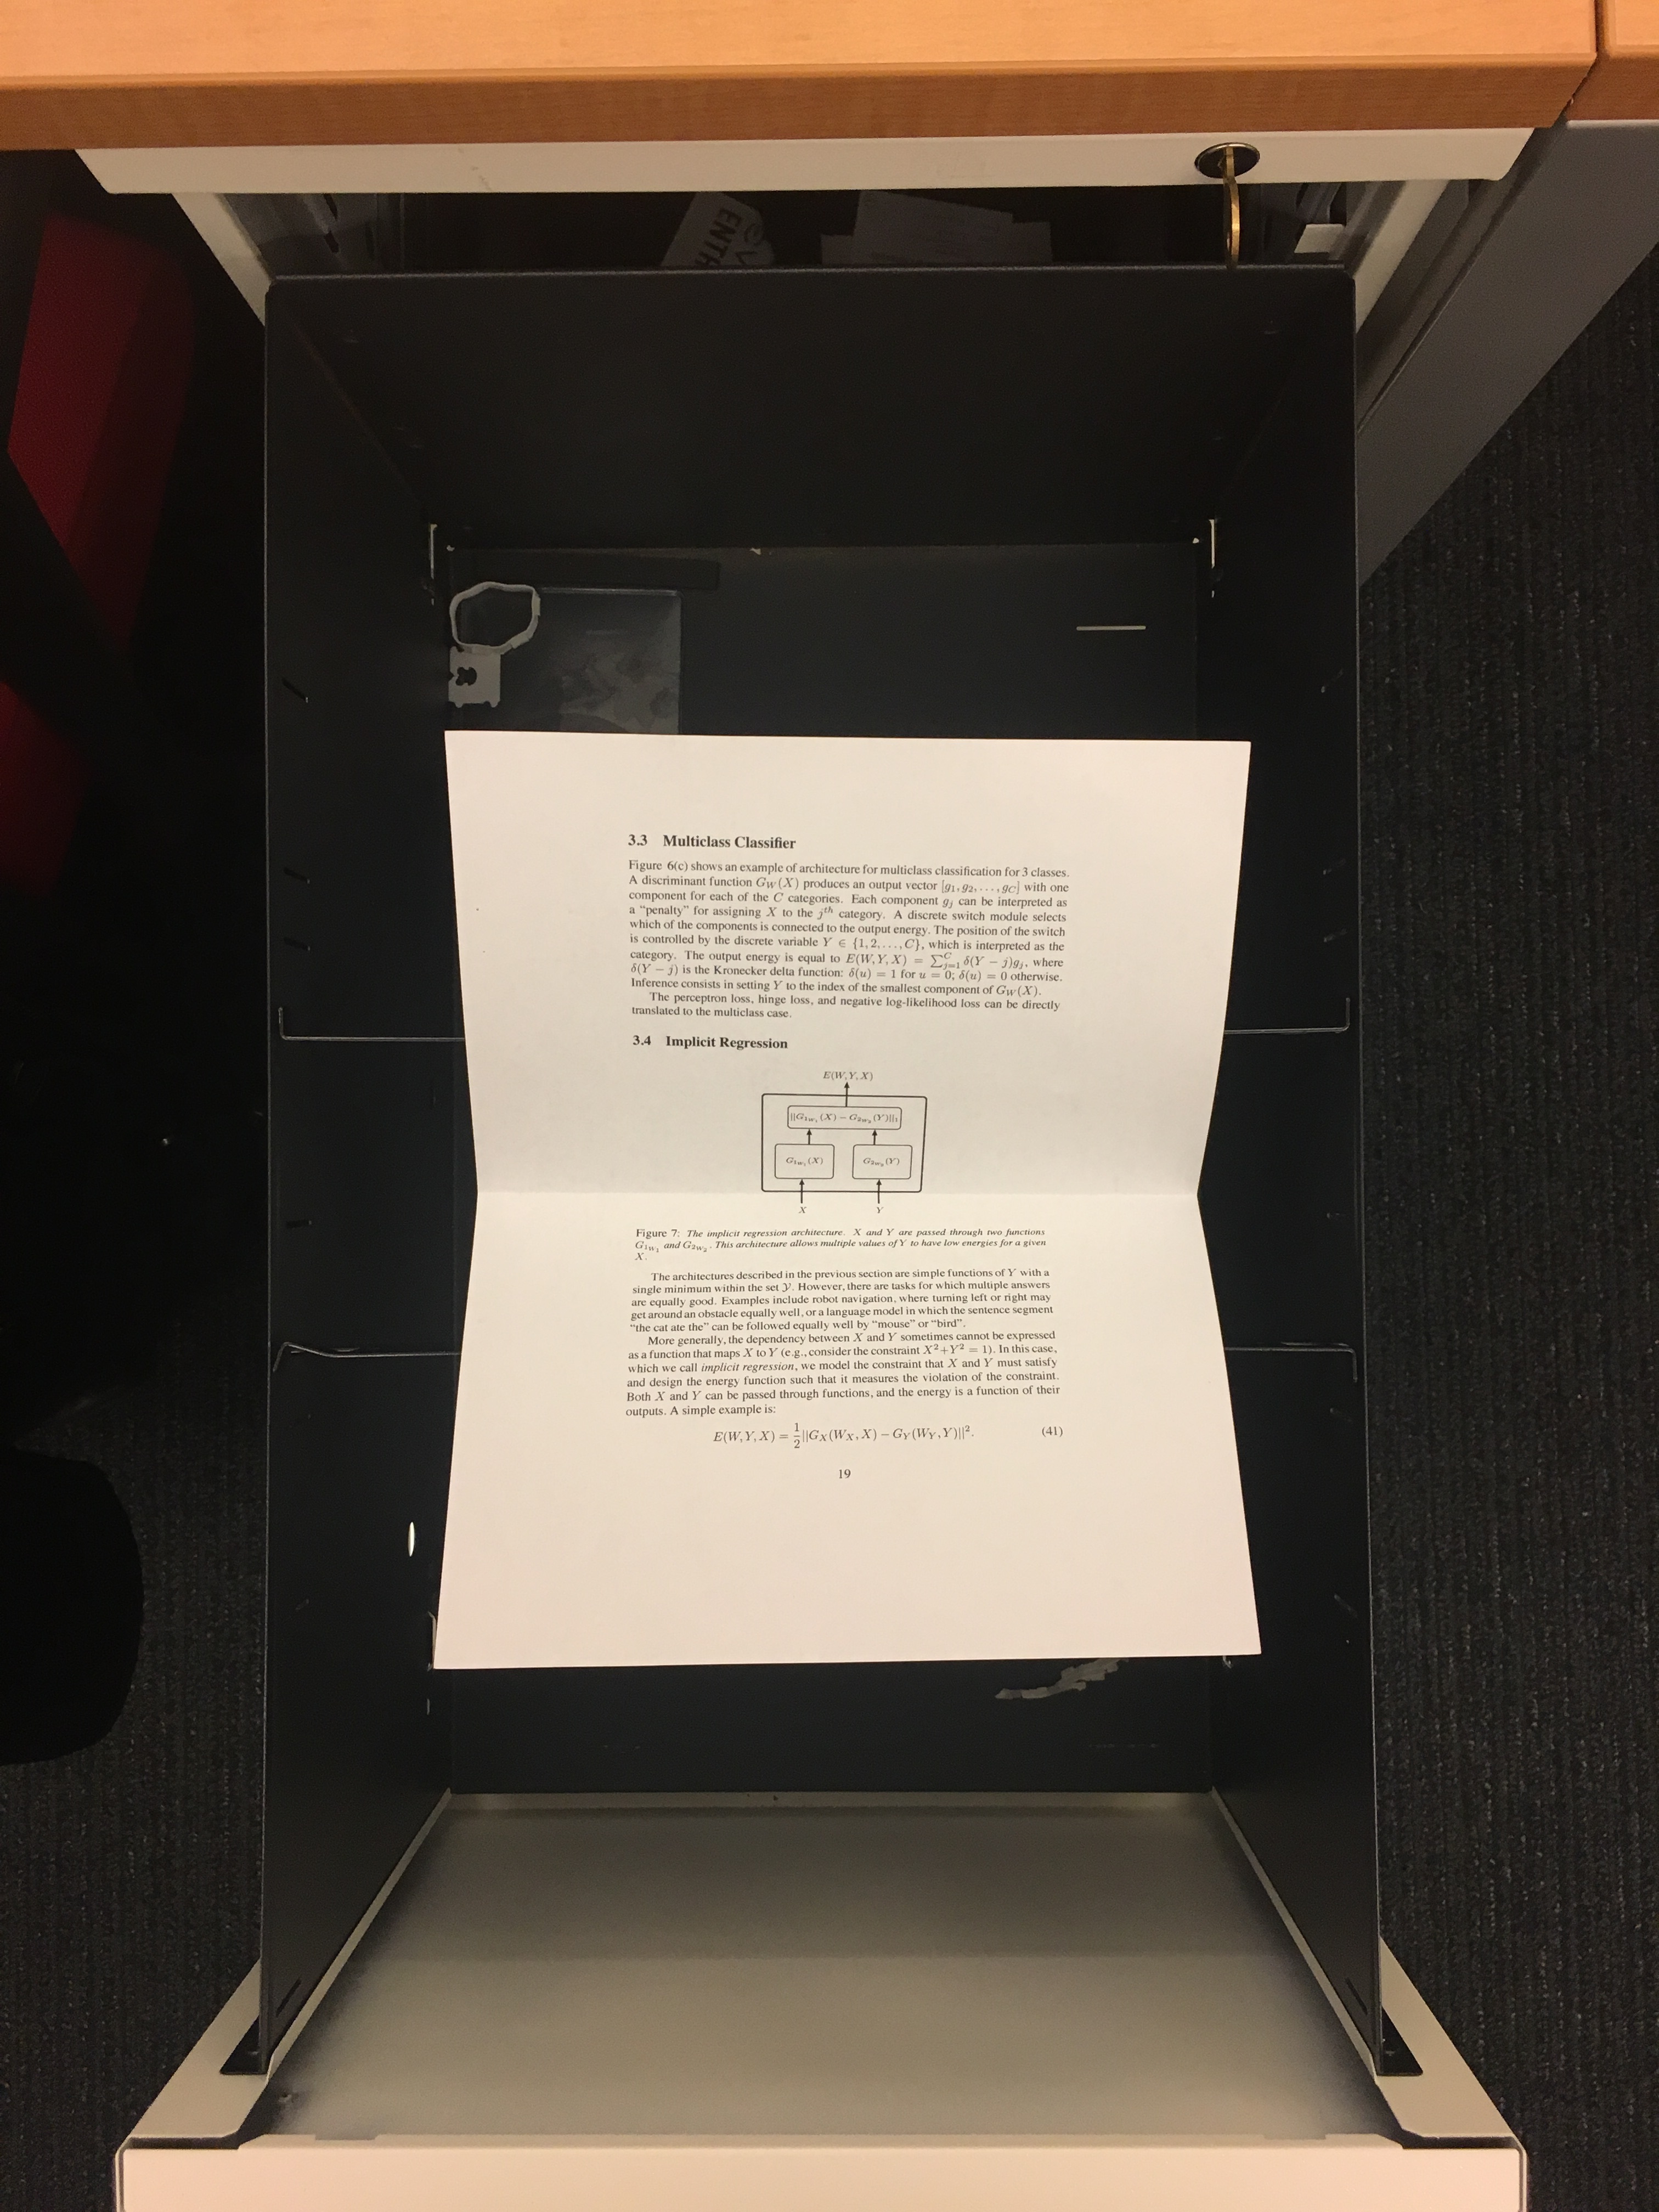 ENTR
3.3 Multiclass Classifier
Figure 6(c) shows an example of architecture for multiclass classification for 3 classes.
A discriminant function G_W(X) produces an output vector [g_1, g_2, . . . , g_C] with one
component for each of the C categories. Each component g_j can be interpreted as
a “penalty” for assigning X to the j^{th} category. A discrete switch module selects
which of the components is connected to the output energy. The position of the switch
is controlled by the discrete variable Y ∈ {1, 2, . . . , C}, which is interpreted as the
category. The output energy is equal to E(W, Y, X) = ∑_{j=1}^{C} δ(Y − j)g_j, where
δ(Y − j) is the Kronecker delta function: δ(u) = 1 for u = 0; δ(u) = 0 otherwise.
Inference consists in setting Y to the index of the smallest component of G_W(X).
The perceptron loss, hinge loss, and negative log-likelihood loss can be directly
translated to the multiclass case.
3.4 Implicit Regression
E(W, Y, X)
||G_{1_{W_1}}(X) − G_{2_{W_2}}(Y)||_1
G_{1_{W_1}}(X) G_{2_{W_2}}(Y)
X Y
Figure 7: The implicit regression architecture. X and Y are passed through two functions
G_{1_{W_1}} and G_{2_{W_2}}. This architecture allows multiple values of Y to have low energies for a given
X.
The architectures described in the previous section are simple functions of Y with a
single minimum within the set 𝒴. However, there are tasks for which multiple answers
are equally good. Examples include robot navigation, where turning left or right may
get around an obstacle equally well, or a language model in which the sentence segment
“the cat ate the” can be followed equally well by “mouse” or “bird”.
More generally, the dependency between X and Y sometimes cannot be expressed
as a function that maps X to Y (e.g., consider the constraint X² + Y² = 1). In this case,
which we call implicit regression, we model the constraint that X and Y must satisfy
and design the energy function such that it measures the violation of the constraint.
Both X and Y can be passed through functions, and the energy is a function of their
outputs. A simple example is:
E(W, Y, X) = 1/2 ||G_X(W_X, X) − G_Y(W_Y, Y)||². (41)
19